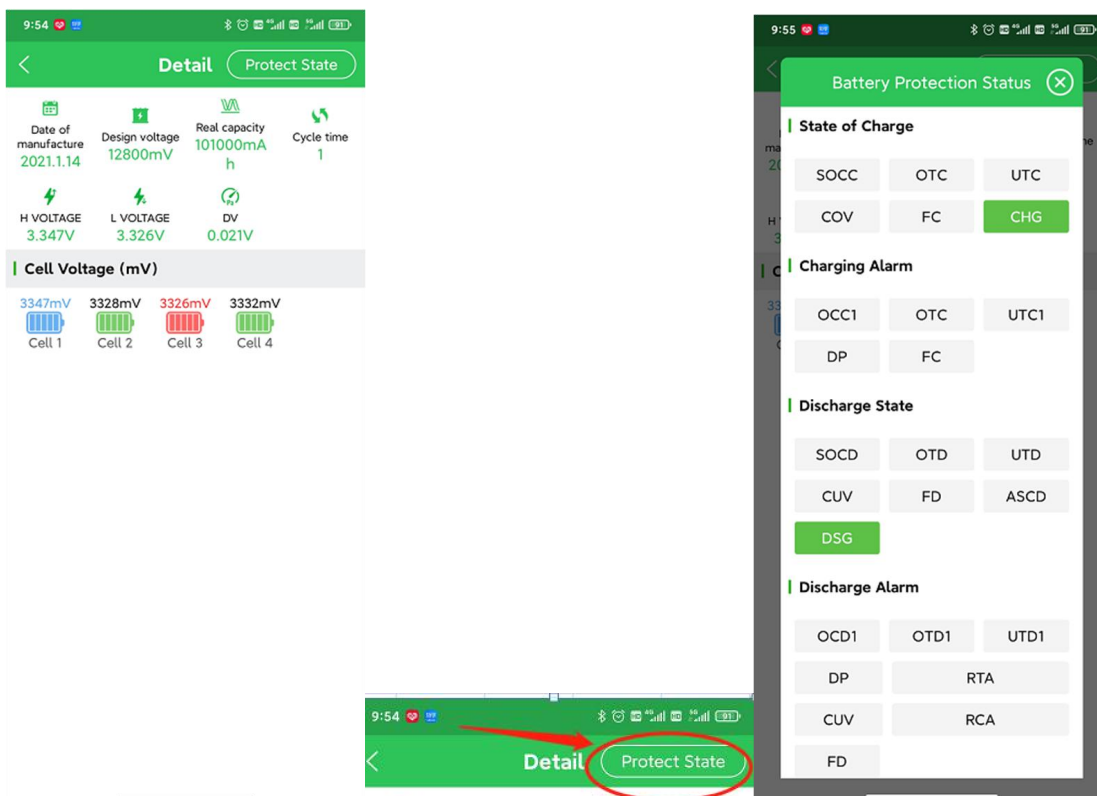 9:54
Detail
Protect State
Date of
manufacture
2021.1.14
Design voltage
12800mV
Real capacity
101000mA
h
Cycle time
1
H VOLTAGE
3.347V
L VOLTAGE
3.326V
DV
0.021V
Cell Voltage (mV)
3347mV 3328mV 3326mV 3332mV
Cell 1 Cell 2 Cell 3 Cell 4
9:54
Detail
Protect State
9:55
Battery Protection Status
State of Charge
SOCC OTC UTC
COV FC CHG
Charging Alarm
OCC1 OTC UTC1
DP FC
Discharge State
SOCD OTD UTD
CUV FD ASCD
DSG
Discharge Alarm
OCD1 OTD1 UTD1
DP RTA
CUV RCA
FD